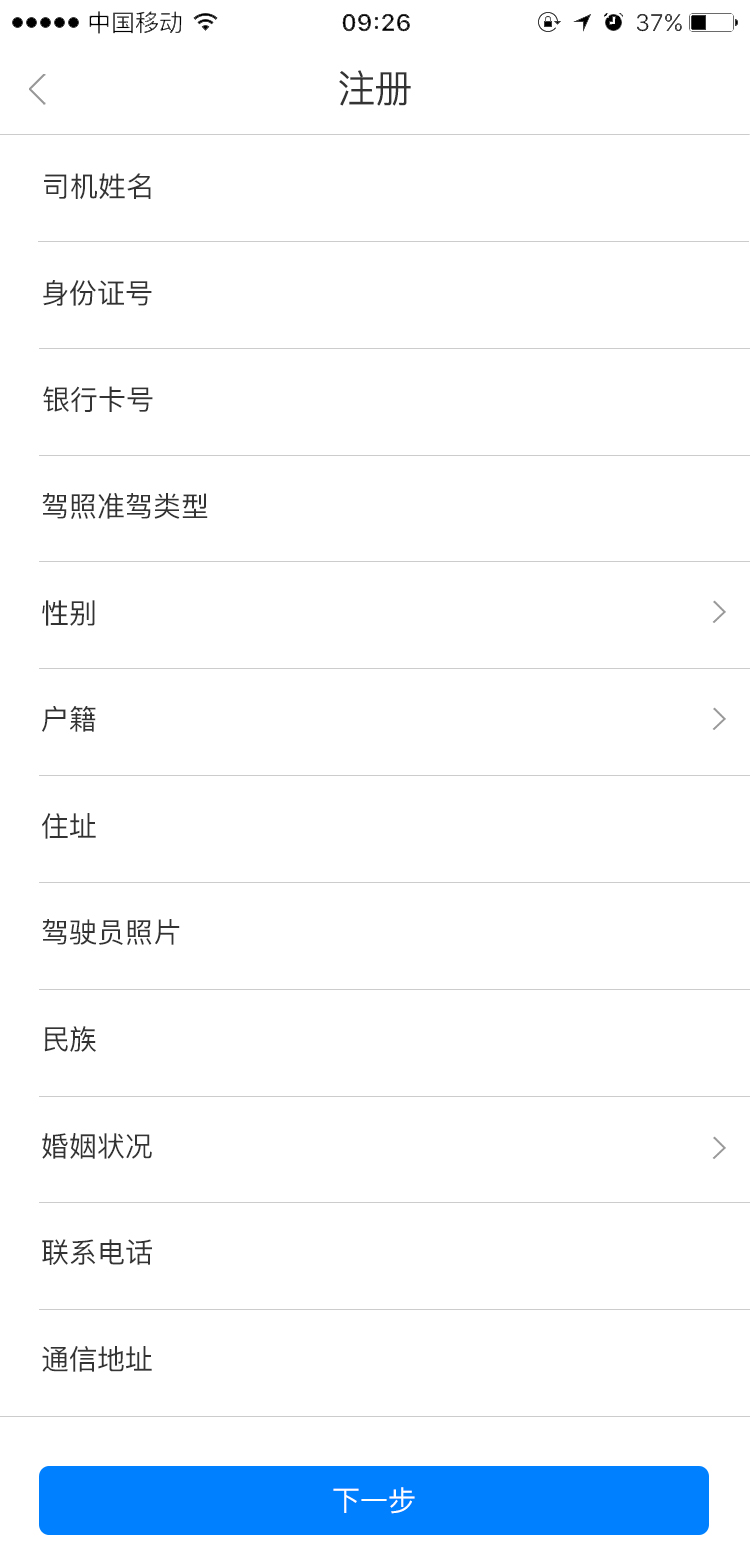 中国移动 09:26 37%
注册
司机姓名
身份证号
银行卡号
驾照准驾类型
性别
户籍
住址
驾驶员照片
民族
婚姻状况
联系电话
通信地址
下一步